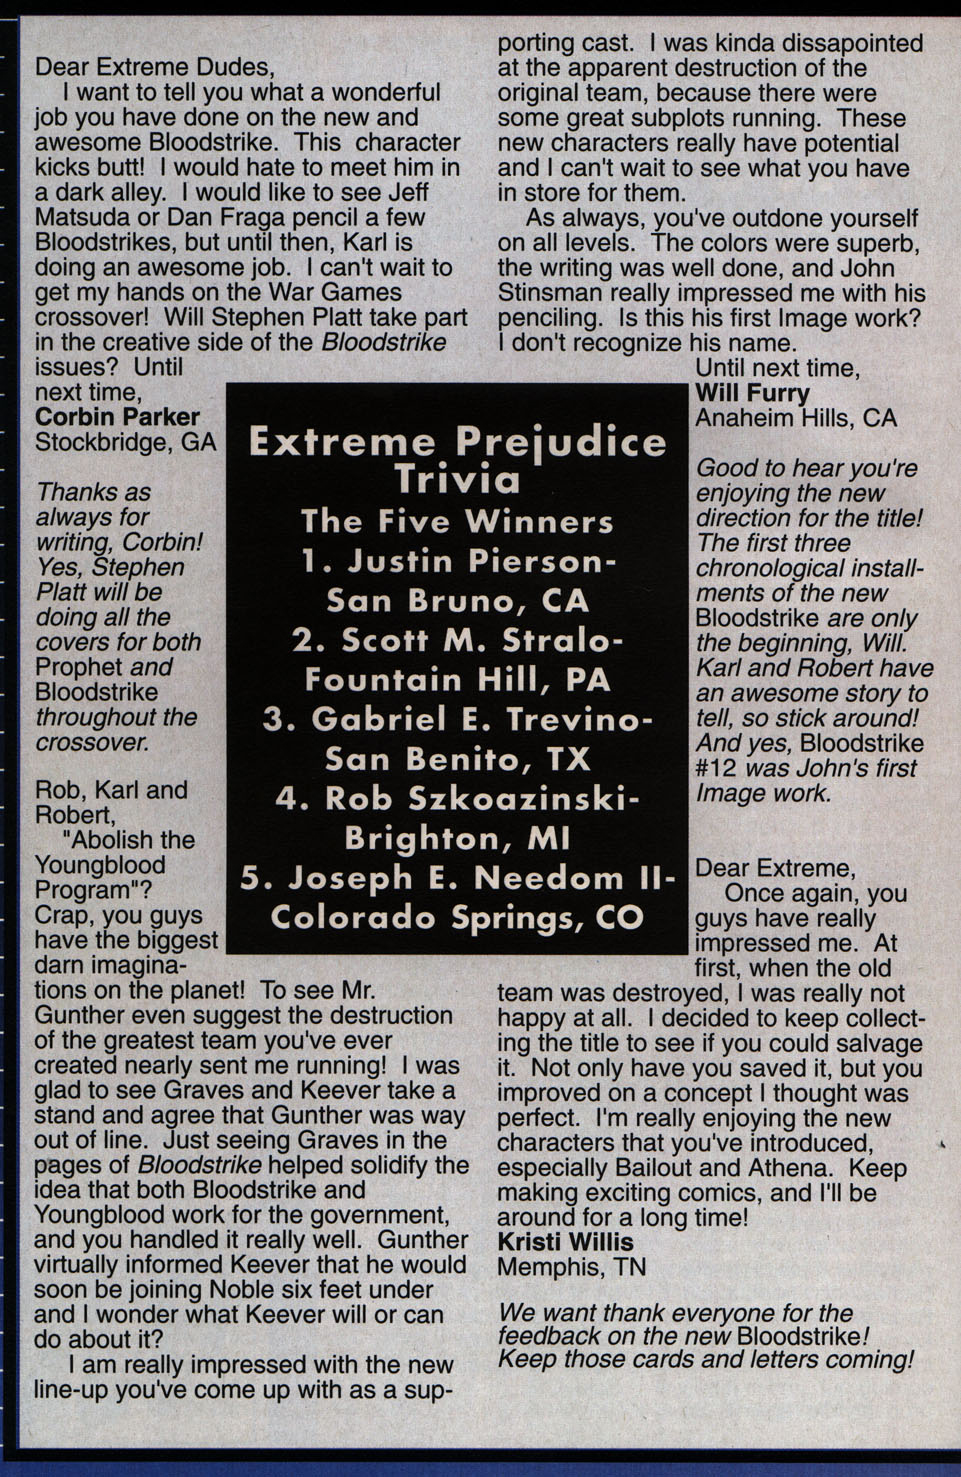 Dear Extreme Dudes,
I want to tell you what a wonderful
job you have done on the new and
awesome Bloodstrike. This character
kicks butt! I would hate to meet him in
a dark alley. I would like to see Jeff
Matsuda or Dan Fraga pencil a few
Bloodstrikes, but until then, Karl is
doing an awesome job. I can't wait to
get my hands on the War Games
crossover! Will Stephen Platt take part
in the creative side of the Bloodstrike
issues? Until
next time,
Corbin Parker
Stockbridge, GA
Thanks as
always for
writing, Corbin!
Yes, Stephen
Platt will be
doing all the
covers for both
Prophet and
Bloodstrike
throughout the
crossover.
Rob, Karl and
Robert,
"Abolish the
Youngblood
Program"?
Crap, you guys
have the biggest
darn imagina-
tions on the planet! To see Mr.
Gunther even suggest the destruction
of the greatest team you've ever
created nearly sent me running! I was
glad to see Graves and Keever take a
stand and agree that Gunther was way
out of line. Just seeing Graves in the
pages of Bloodstrike helped solidify the
idea that both Bloodstrike and
Youngblood work for the government,
and you handled it really well. Gunther
virtually informed Keever that he would
soon be joining Noble six feet under
and I wonder what Keever will or can
do about it?
I am really impressed with the new
line-up you've come up with as a sup-
porting cast. I was kinda dissapointed
at the apparent destruction of the
original team, because there were
some great subplots running. These
new characters really have potential
and I can't wait to see what you have
in store for them.
As always, you've outdone yourself
on all levels. The colors were superb,
the writing was well done, and John
Stinsman really impressed me with his
penciling. Is this his first Image work?
I don't recognize his name.
Until next time,
Will Furry
Anaheim Hills, CA
Good to hear you're
enjoying the new
direction for the title!
The first three
chronological install-
ments of the new
Bloodstrike are only
the beginning, Will.
Karl and Robert have
an awesome story to
tell, so stick around!
And yes, Bloodstrike
#12 was John's first
Image work.
Dear Extreme,
Once again, you
guys have really
impressed me. At
first, when the old
team was destroyed, I was really not
happy at all. I decided to keep collect-
ing the title to see if you could salvage
it. Not only have you saved it, but you
improved on a concept I thought was
perfect. I'm really enjoying the new
characters that you've introduced,
especially Bailout and Athena. Keep
making exciting comics, and I'll be
around for a long time!
Kristi Willis
Memphis, TN
We want thank everyone for the
feedback on the new Bloodstrike!
Keep those cards and letters coming!
Extreme Prejudice
Trivia
The Five Winners
1. Justin Pierson-
San Bruno, CA
2. Scott M. Stralo-
Fountain Hill, PA
3. Gabriel E. Trevino-
San Benito, TX
4. Rob Szkoazinski-
Brighton, MI
5. Joseph E. Needom II-
Colorado Springs, CO